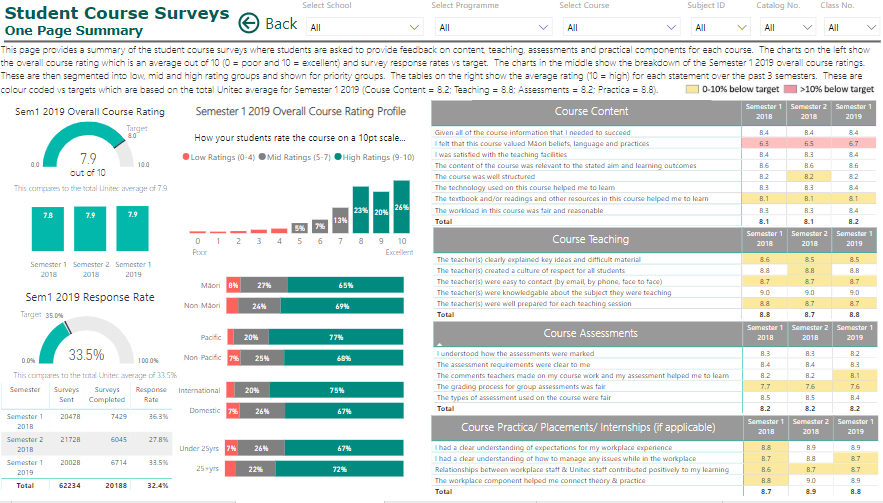 Student Course Surveys
One Page Summary
Back
Select School
All
Select Programme
All
Select Course
All
Subject ID
All
Catalog No.
All
Class No.
All
This page provides a summary of the student course surveys where students are asked to provide feedback on content, teaching, assessments and practical components for each course. The charts on the left show
the overall course rating which is an average out of 10 (0 = poor and 10 = excellent) and survey response rates vs target. The charts in the middle show the breakdown of the Semester 1 2019 overall course ratings.
These are then segmented into low, mid and high rating groups and shown for priority groups. The tables on the right show the average rating (10 = high) for each statement over the past 3 semesters. These are
colour coded vs targets which are based on the total Unitec average for Semester 1 2019 (Couse Content = 8.2; Teaching = 8.8; Assessments = 8.2; Practica = 8.8).
0-10% below target
>10% below target
Sem1 2019 Overall Course Rating
Target
8.0
7.9
out of 10
0.0
10.0
This compares to the total Unitec average of 7.9
7.8
7.9
7.9
Semester 1 2018
Semester 2 2018
Semester 1 2019
Sem1 2019 Response Rate
Target 35.0%
33.5%
0.0%
100.0%
This compares to the total Unitec average of 33.5%
Semester Surveys Sent Surveys Completed Response Rate
Semester 1 2018 20478 7429 36.3%
Semester 2 2018 21728 6045 27.8%
Semester 1 2019 20028 6714 33.5%
Total 62234 20188 32.4%
Semester 1 2019 Overall Course Rating Profile
How your students rate the course on a 10pt scale...
Low Ratings (0-4) Mid Ratings (5-7) High Ratings (9-10)
5% 7% 13% 23% 20% 26%
0 1 2 3 4 5 6 7 8 9 10
Poor Excellent
Māori 8% 27% 65%
Non Māori 24% 69%
Pacific 20% 77%
Non Pacific 7% 25% 68%
International 20% 75%
Domestic 7% 26% 67%
Under 25yrs 7% 26% 67%
25+yrs 22% 72%
Course Content Semester 1 2018 Semester 2 2018 Semester 1 2019
Given all of the course information that I needed to succeed 8.4 8.4 8.4
I felt that this course valued Māori beliefs, language and practices 6.3 6.5 6.7
I was satisfied with the teaching facilities 8.4 8.3 8.4
The content of the course was relevant to the stated aim and learning outcomes 8.6 8.6 8.6
The course was well structured 8.2 8.2 8.2
The technology used on this course helped me to learn 8.3 8.3 8.4
The textbook and/or readings and other resources in this course helped me to learn 8.1 8.1 8.1
The workload in this course was fair and reasonable 8.3 8.3 8.4
Total 8.1 8.1 8.2
Course Teaching Semester 1 2018 Semester 2 2018 Semester 1 2019
The teacher(s) clearly explained key ideas and difficult material 8.6 8.5 8.5
The teacher(s) created a culture of respect for all students 8.8 8.8 8.8
The teacher(s) were easy to contact (by email, by phone, face to face) 8.7 8.7 8.7
The teacher(s) were knowledgable about the subject they were teaching 9.0 9.0 9.0
The teacher(s) were well prepared for each teaching session 8.8 8.7 8.7
Total 8.8 8.7 8.8
Course Assessments Semester 1 2018 Semester 2 2018 Semester 1 2019
I understood how the assessments were marked 8.3 8.3 8.2
The assessment requirements were clear to me 8.4 8.4 8.3
The comments teachers made on my course work and my assessment helped me to learn 8.2 8.2 8.1
The grading process for group assessments was fair 7.7 7.6 7.6
The types of assessment used on the course were fair 8.5 8.5 8.4
Total 8.2 8.2 8.2
Course Practica/ Placements/ Internships (if applicable) Semester 1 2018 Semester 2 2018 Semester 1 2019
I had a clear understanding of expectations for my workplace experience 8.8 8.9 8.9
I had a clear understanding of how to manage any issues while in the workplace 8.7 8.8 8.7
Relationships between workplace staff & Unitec staff contributed positively to my learning 8.6 8.7 8.7
The workplace component helped me connect theory & practice 8.8 9.0 8.9
Total 8.7 8.9 8.8